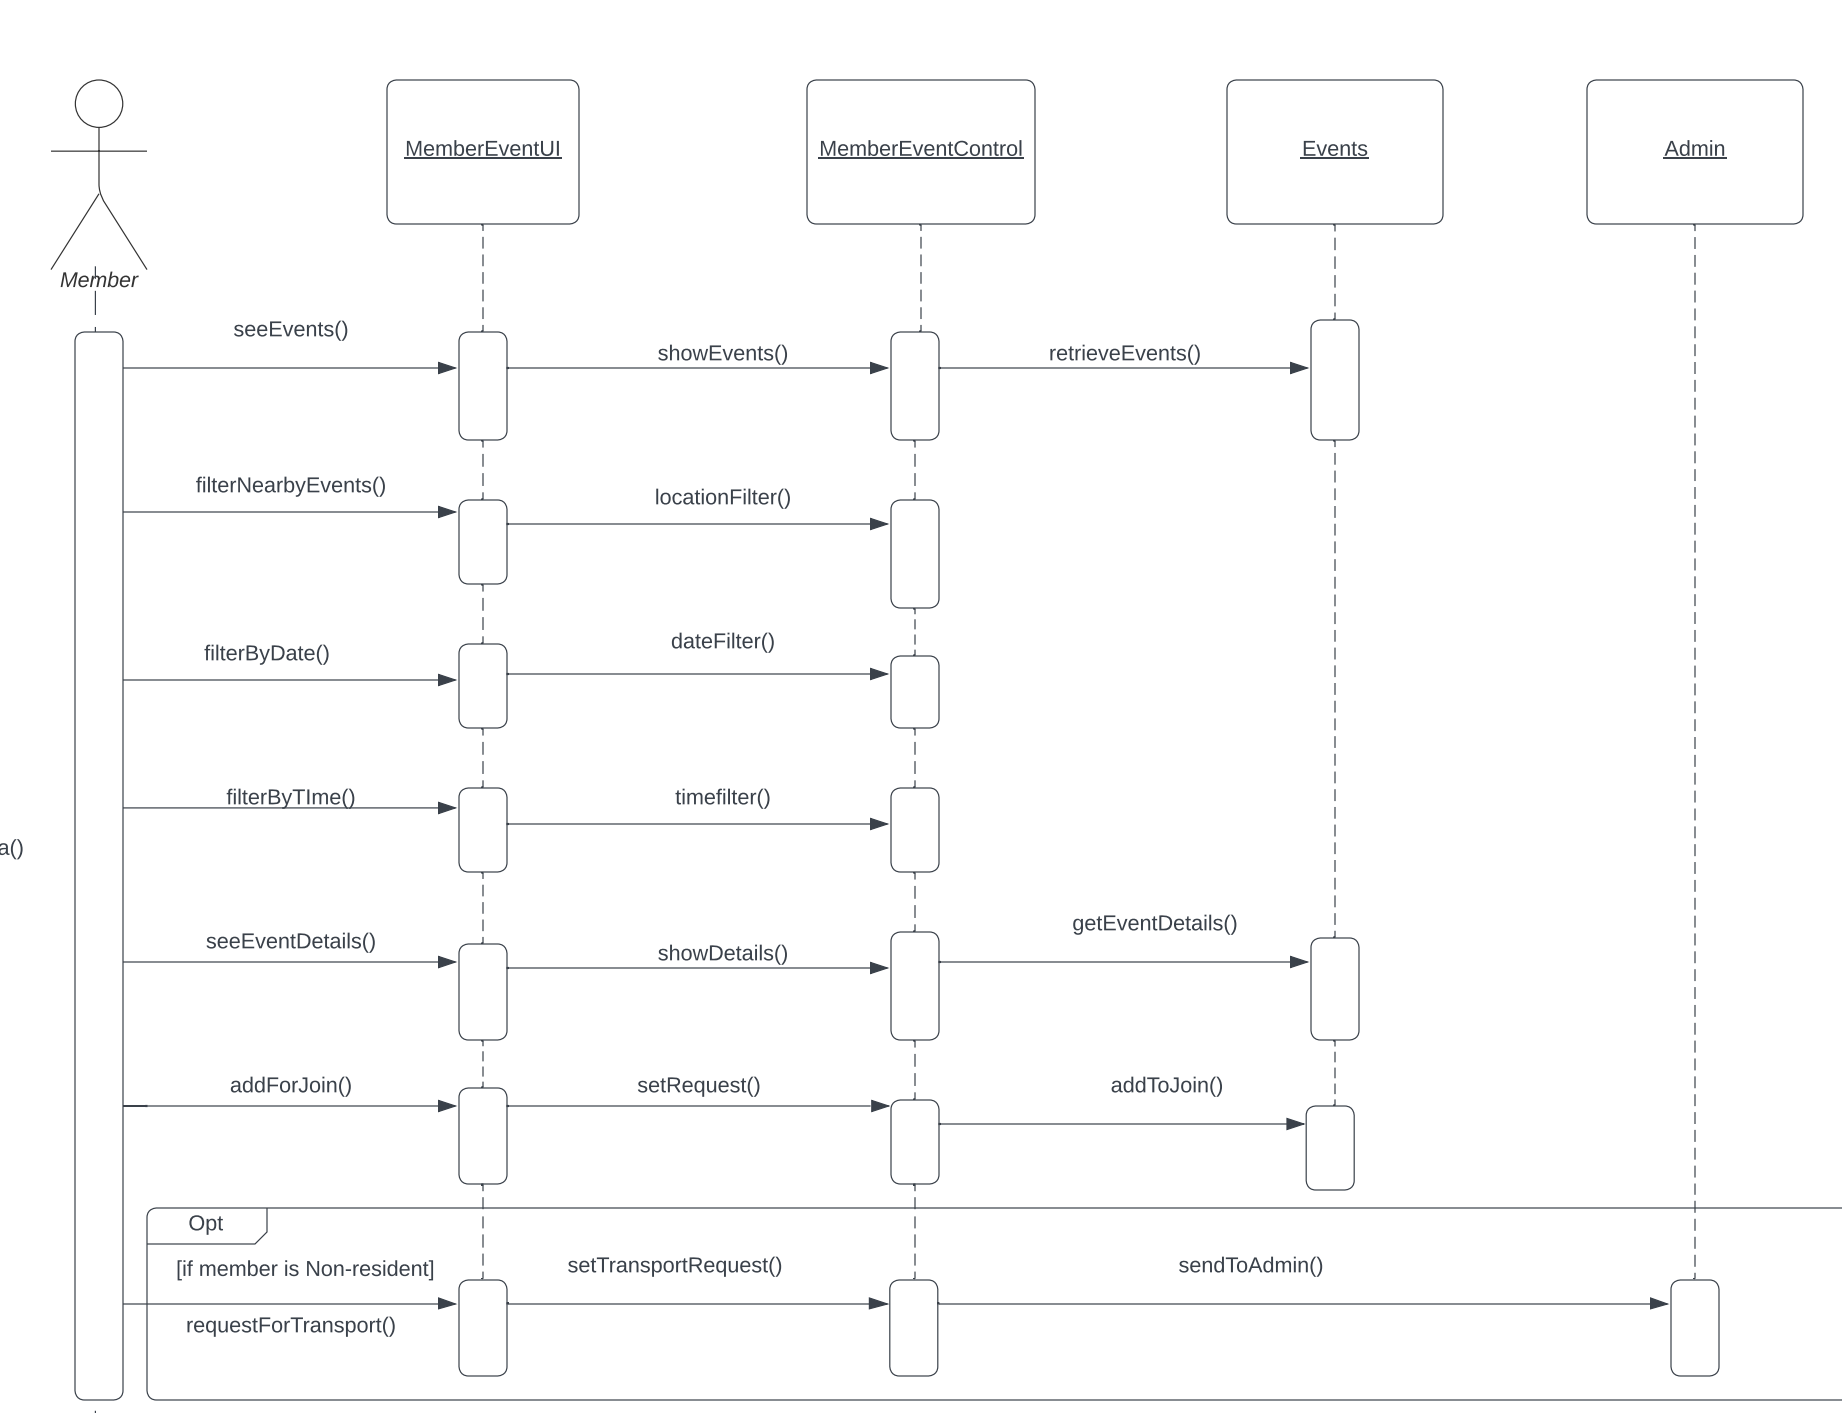 MemberEventUI
MemberEventControl
Events
Admin
Member
seeEvents()
showEvents()
retrieveEvents()
filterNearbyEvents()
locationFilter()
filterByDate()
dateFilter()
filterByTIme()
timefilter()
a()
seeEventDetails()
showDetails()
getEventDetails()
addForJoin()
setRequest()
addToJoin()
Opt
[if member is Non-resident]
setTransportRequest()
sendToAdmin()
requestForTransport()